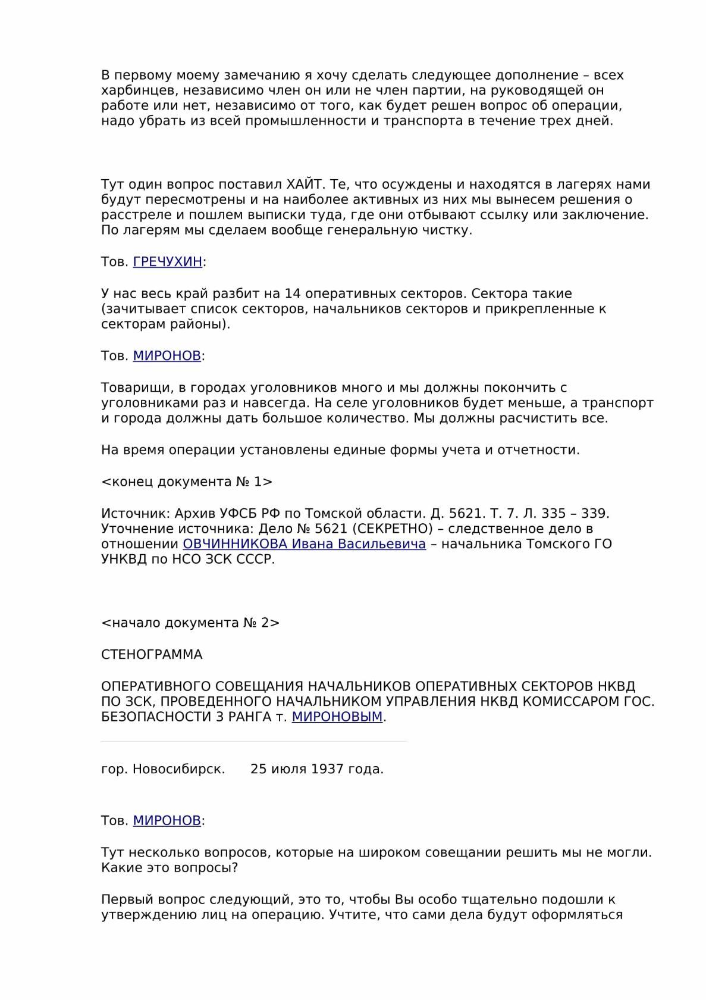 В первому моему замечанию я хочу сделать следующее дополнение – всех
харбинцев, независимо член он или не член партии, на руководящей он
работе или нет, независимо от того, как будет решен вопрос об операции,
надо убрать из всей промышленности и транспорта в течение трех дней.
Тут один вопрос поставил ХАЙТ. Те, что осуждены и находятся в лагерях нами
будут пересмотрены и на наиболее активных из них мы вынесем решения о
расстреле и пошлем выписки туда, где они отбывают ссылку или заключение.
По лагерям мы сделаем вообще генеральную чистку.
Тов. ГРЕЧУХИН:
У нас весь край разбит на 14 оперативных секторов. Сектора такие
(зачитывает список секторов, начальников секторов и прикрепленные к
секторам районы).
Тов. МИРОНОВ:
Товарищи, в городах уголовников много и мы должны покончить с
уголовниками раз и навсегда. На селе уголовников будет меньше, а транспорт
и города должны дать большое количество. Мы должны расчистить все.
На время операции установлены единые формы учета и отчетности.
<конец документа № 1>
Источник: Архив УФСБ РФ по Томской области. Д. 5621. Т. 7. Л. 335 – 339.
Уточнение источника: Дело № 5621 (СЕКРЕТНО) – следственное дело в
отношении ОВЧИННИКОВА Ивана Васильевича – начальника Томского ГО
УНКВД по НСО ЗСК СССР.
<начало документа № 2>
СТЕНОГРАММА
ОПЕРАТИВНОГО СОВЕЩАНИЯ НАЧАЛЬНИКОВ ОПЕРАТИВНЫХ СЕКТОРОВ НКВД
ПО ЗСК, ПРОВЕДЕННОГО НАЧАЛЬНИКОМ УПРАВЛЕНИЯ НКВД КОМИССАРОМ ГОС.
БЕЗОПАСНОСТИ 3 РАНГА т. МИРОНОВЫМ.
гор. Новосибирск. 25 июля 1937 года.
Тов. МИРОНОВ:
Тут несколько вопросов, которые на широком совещании решить мы не могли.
Какие это вопросы?
Первый вопрос следующий, это то, чтобы Вы особо тщательно подошли к
утверждению лиц на операцию. Учтите, что сами дела будут оформляться